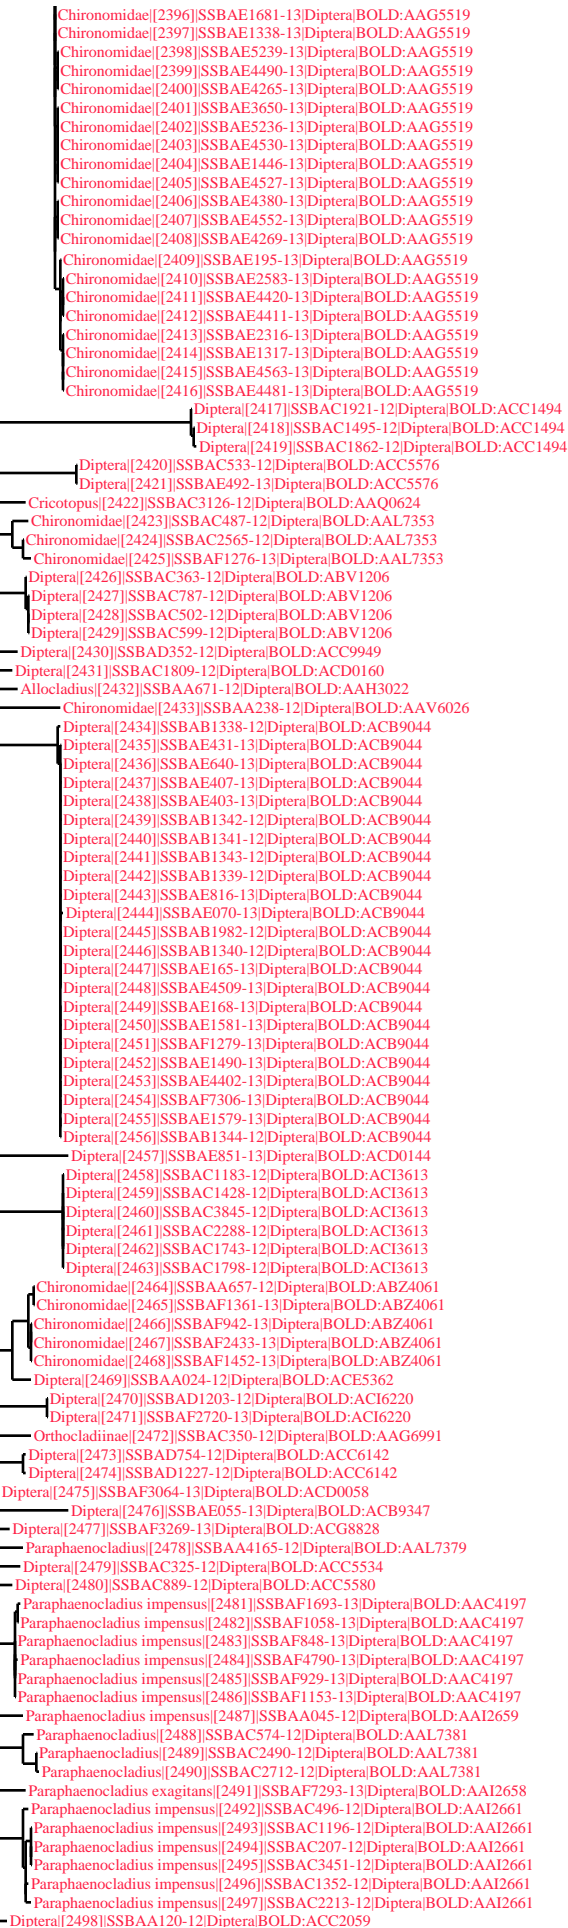 Chironomidae|[2396]|SSBAE1681-13|Diptera|BOLD:AAG5519
Chironomidae|[2397]|SSBAE1338-13|Diptera|BOLD:AAG5519
Chironomidae|[2398]|SSBAE5239-13|Diptera|BOLD:AAG5519
Chironomidae|[2399]|SSBAE4490-13|Diptera|BOLD:AAG5519
Chironomidae|[2400]|SSBAE4265-13|Diptera|BOLD:AAG5519
Chironomidae|[2401]|SSBAE3650-13|Diptera|BOLD:AAG5519
Chironomidae|[2402]|SSBAE5236-13|Diptera|BOLD:AAG5519
Chironomidae|[2403]|SSBAE4530-13|Diptera|BOLD:AAG5519
Chironomidae|[2404]|SSBAE1446-13|Diptera|BOLD:AAG5519
Chironomidae|[2405]|SSBAE4527-13|Diptera|BOLD:AAG5519
Chironomidae|[2406]|SSBAE4380-13|Diptera|BOLD:AAG5519
Chironomidae|[2407]|SSBAE4552-13|Diptera|BOLD:AAG5519
Chironomidae|[2408]|SSBAE4269-13|Diptera|BOLD:AAG5519
Chironomidae|[2409]|SSBAE195-13|Diptera|BOLD:AAG5519
Chironomidae|[2410]|SSBAE2583-13|Diptera|BOLD:AAG5519
Chironomidae|[2411]|SSBAE4420-13|Diptera|BOLD:AAG5519
Chironomidae|[2412]|SSBAE4411-13|Diptera|BOLD:AAG5519
Chironomidae|[2413]|SSBAE2316-13|Diptera|BOLD:AAG5519
Chironomidae|[2414]|SSBAE1317-13|Diptera|BOLD:AAG5519
Chironomidae|[2415]|SSBAE4563-13|Diptera|BOLD:AAG5519
Chironomidae|[2416]|SSBAE4481-13|Diptera|BOLD:AAG5519
Diptera|[2417]|SSBAC1921-12|Diptera|BOLD:ACC1494
Diptera|[2418]|SSBAC1495-12|Diptera|BOLD:ACC1494
Diptera|[2419]|SSBAC1862-12|Diptera|BOLD:ACC1494
Diptera|[2420]|SSBAC533-12|Diptera|BOLD:ACC5576
Diptera|[2421]|SSBAE492-13|Diptera|BOLD:ACC5576
Cricotopus|[2422]|SSBAC3126-12|Diptera|BOLD:AAQ0624
Chironomidae|[2423]|SSBAC487-12|Diptera|BOLD:AAL7353
Chironomidae|[2424]|SSBAC2565-12|Diptera|BOLD:AAL7353
Chironomidae|[2425]|SSBAF1276-13|Diptera|BOLD:AAL7353
Diptera|[2426]|SSBAC363-12|Diptera|BOLD:ABV1206
Diptera|[2427]|SSBAC787-12|Diptera|BOLD:ABV1206
Diptera|[2428]|SSBAC502-12|Diptera|BOLD:ABV1206
Diptera|[2429]|SSBAC599-12|Diptera|BOLD:ABV1206
Diptera|[2430]|SSBAD352-12|Diptera|BOLD:ACC9949
Diptera|[2431]|SSBAC1809-12|Diptera|BOLD:ACD0160
Allocladius|[2432]|SSBAA671-12|Diptera|BOLD:AAH3022
Chironomidae|[2433]|SSBAA238-12|Diptera|BOLD:AAV6026
Diptera|[2434]|SSBAB1338-12|Diptera|BOLD:ACB9044
Diptera|[2435]|SSBAE431-13|Diptera|BOLD:ACB9044
Diptera|[2436]|SSBAE640-13|Diptera|BOLD:ACB9044
Diptera|[2437]|SSBAE407-13|Diptera|BOLD:ACB9044
Diptera|[2438]|SSBAE403-13|Diptera|BOLD:ACB9044
Diptera|[2439]|SSBAB1342-12|Diptera|BOLD:ACB9044
Diptera|[2440]|SSBAB1341-12|Diptera|BOLD:ACB9044
Diptera|[2441]|SSBAB1343-12|Diptera|BOLD:ACB9044
Diptera|[2442]|SSBAB1339-12|Diptera|BOLD:ACB9044
Diptera|[2443]|SSBAE816-13|Diptera|BOLD:ACB9044
Diptera|[2444]|SSBAE070-13|Diptera|BOLD:ACB9044
Diptera|[2445]|SSBAB1982-12|Diptera|BOLD:ACB9044
Diptera|[2446]|SSBAB1340-12|Diptera|BOLD:ACB9044
Diptera|[2447]|SSBAE165-13|Diptera|BOLD:ACB9044
Diptera|[2448]|SSBAE4509-13|Diptera|BOLD:ACB9044
Diptera|[2449]|SSBAE168-13|Diptera|BOLD:ACB9044
Diptera|[2450]|SSBAE1581-13|Diptera|BOLD:ACB9044
Diptera|[2451]|SSBAF1279-13|Diptera|BOLD:ACB9044
Diptera|[2452]|SSBAE1490-13|Diptera|BOLD:ACB9044
Diptera|[2453]|SSBAE4402-13|Diptera|BOLD:ACB9044
Diptera|[2454]|SSBAF7306-13|Diptera|BOLD:ACB9044
Diptera|[2455]|SSBAE1579-13|Diptera|BOLD:ACB9044
Diptera|[2456]|SSBAB1344-12|Diptera|BOLD:ACB9044
Diptera|[2457]|SSBAE851-13|Diptera|BOLD:ACD0144
Diptera|[2458]|SSBAC1183-12|Diptera|BOLD:ACI3613
Diptera|[2459]|SSBAC1428-12|Diptera|BOLD:ACI3613
Diptera|[2460]|SSBAC3845-12|Diptera|BOLD:ACI3613
Diptera|[2461]|SSBAC2288-12|Diptera|BOLD:ACI3613
Diptera|[2462]|SSBAC1743-12|Diptera|BOLD:ACI3613
Diptera|[2463]|SSBAC1798-12|Diptera|BOLD:ACI3613
Chironomidae|[2464]|SSBAA657-12|Diptera|BOLD:ABZ4061
Chironomidae|[2465]|SSBAF1361-13|Diptera|BOLD:ABZ4061
Chironomidae|[2466]|SSBAF942-13|Diptera|BOLD:ABZ4061
Chironomidae|[2467]|SSBAF2433-13|Diptera|BOLD:ABZ4061
Chironomidae|[2468]|SSBAF1452-13|Diptera|BOLD:ABZ4061
Diptera|[2469]|SSBAA024-12|Diptera|BOLD:ACE5362
Diptera|[2470]|SSBAD1203-12|Diptera|BOLD:ACI6220
Diptera|[2471]|SSBAF2720-13|Diptera|BOLD:ACI6220
Orthocladiinae|[2472]|SSBAC350-12|Diptera|BOLD:AAG6991
Diptera|[2473]|SSBAD754-12|Diptera|BOLD:ACC6142
Diptera|[2474]|SSBAD1227-12|Diptera|BOLD:ACC6142
Diptera|[2475]|SSBAF3064-13|Diptera|BOLD:ACD0058
Diptera|[2476]|SSBAE055-13|Diptera|BOLD:ACB9347
Diptera|[2477]|SSBAF3269-13|Diptera|BOLD:ACG8828
Paraphaenocladius|[2478]|SSBAA4165-12|Diptera|BOLD:AAL7379
Diptera|[2479]|SSBAC325-12|Diptera|BOLD:ACC5534
Diptera|[2480]|SSBAC889-12|Diptera|BOLD:ACC5580
Paraphaenocladius impensus|[2481]|SSBAF1693-13|Diptera|BOLD:AAC4197
Paraphaenocladius impensus|[2482]|SSBAF1058-13|Diptera|BOLD:AAC4197
Paraphaenocladius impensus|[2483]|SSBAF848-13|Diptera|BOLD:AAC4197
Paraphaenocladius impensus|[2484]|SSBAF4790-13|Diptera|BOLD:AAC4197
Paraphaenocladius impensus|[2485]|SSBAF929-13|Diptera|BOLD:AAC4197
Paraphaenocladius impensus|[2486]|SSBAF1153-13|Diptera|BOLD:AAC4197
Paraphaenocladius impensus|[2487]|SSBAA045-12|Diptera|BOLD:AAI2659
Paraphaenocladius|[2488]|SSBAC574-12|Diptera|BOLD:AAL7381
Paraphaenocladius|[2489]|SSBAC2490-12|Diptera|BOLD:AAL7381
Paraphaenocladius|[2490]|SSBAC2712-12|Diptera|BOLD:AAL7381
Paraphaenocladius exagitans|[2491]|SSBAF7293-13|Diptera|BOLD:AAI2658
Paraphaenocladius impensus|[2492]|SSBAC496-12|Diptera|BOLD:AAI2661
Paraphaenocladius impensus|[2493]|SSBAC1196-12|Diptera|BOLD:AAI2661
Paraphaenocladius impensus|[2494]|SSBAC207-12|Diptera|BOLD:AAI2661
Paraphaenocladius impensus|[2495]|SSBAC3451-12|Diptera|BOLD:AAI2661
Paraphaenocladius impensus|[2496]|SSBAC1352-12|Diptera|BOLD:AAI2661
Paraphaenocladius impensus|[2497]|SSBAC2213-12|Diptera|BOLD:AAI2661
Diptera|[2498]|SSBAA120-12|Diptera|BOLD:ACC2059